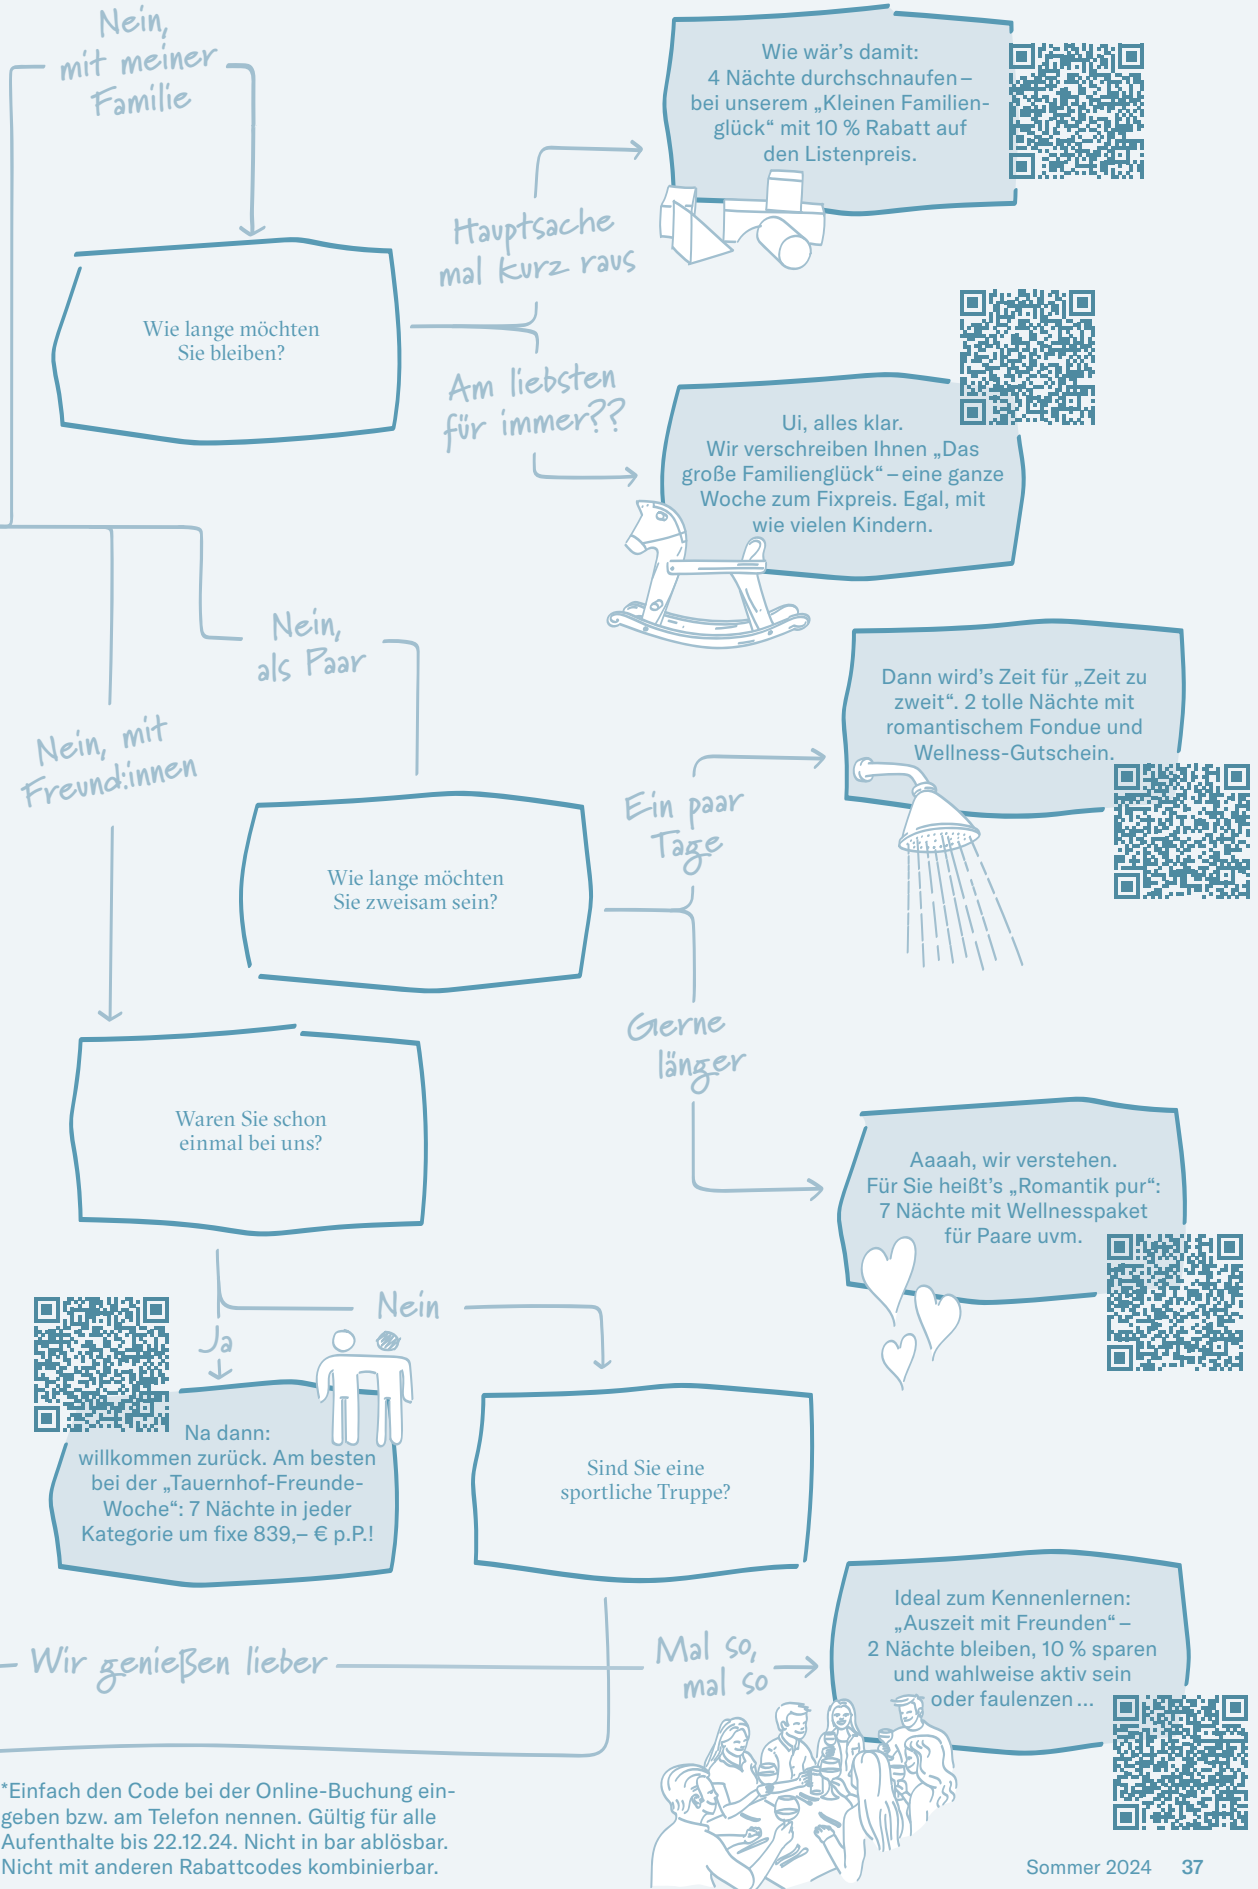 Nein,
mit meiner
Familie
Wie wär’s damit:
4 Nächte durchschnaufen –
bei unserem „Kleinen Familien-
glück“ mit 10 % Rabatt auf
den Listenpreis.
Hauptsache
mal kurz raus
Wie lange möchten
Sie bleiben?
Am liebsten
für immer??
Ui, alles klar.
Wir verschreiben Ihnen „Das
große Familienglück“ – eine ganze
Woche zum Fixpreis. Egal, mit
wie vielen Kindern.
Nein,
als Paar
Dann wird’s Zeit für „Zeit zu
zweit“. 2 tolle Nächte mit
romantischem Fondue und
Wellness-Gutschein.
Nein, mit
Freund:innen
Ein paar
Tage
Wie lange möchten
Sie zweisam sein?
Gerne
länger
Waren Sie schon
einmal bei uns?
Aaaah, wir verstehen.
Für Sie heißt’s „Romantik pur“:
7 Nächte mit Wellnesspaket
für Paare uvm.
Nein
Ja
Na dann:
willkommen zurück. Am besten
bei der „Tauernhof-Freunde-
Woche“: 7 Nächte in jeder
Kategorie um fixe 839,– € p.P.!
Sind Sie eine
sportliche Truppe?
Wir genießen lieber
Mal so,
mal so
Ideal zum Kennenlernen:
„Auszeit mit Freunden“ –
2 Nächte bleiben, 10 % sparen
und wahlweise aktiv sein
oder faulenzen ...
*Einfach den Code bei der Online-Buchung ein-
geben bzw. am Telefon nennen. Gültig für alle
Aufenthalte bis 22.12.24. Nicht in bar ablösbar.
Nicht mit anderen Rabattcodes kombinierbar.
Sommer 2024 37